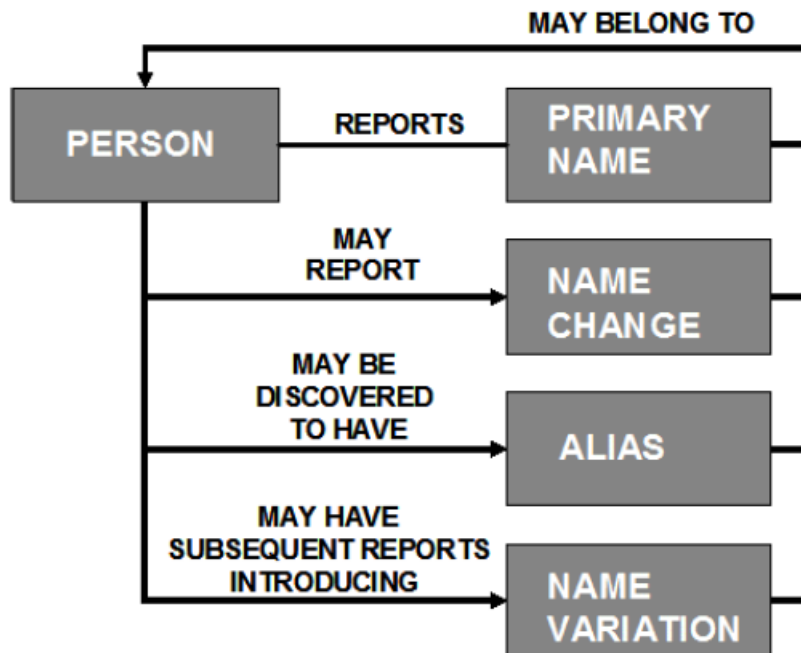 MAY BELONG TO
PERSON
REPORTS
PRIMARY
NAME
MAY
REPORT
NAME
CHANGE
MAY BE
DISCOVERED
TO HAVE
ALIAS
MAY HAVE
SUBSEQUENT REPORTS
INTRODUCING
NAME
VARIATION